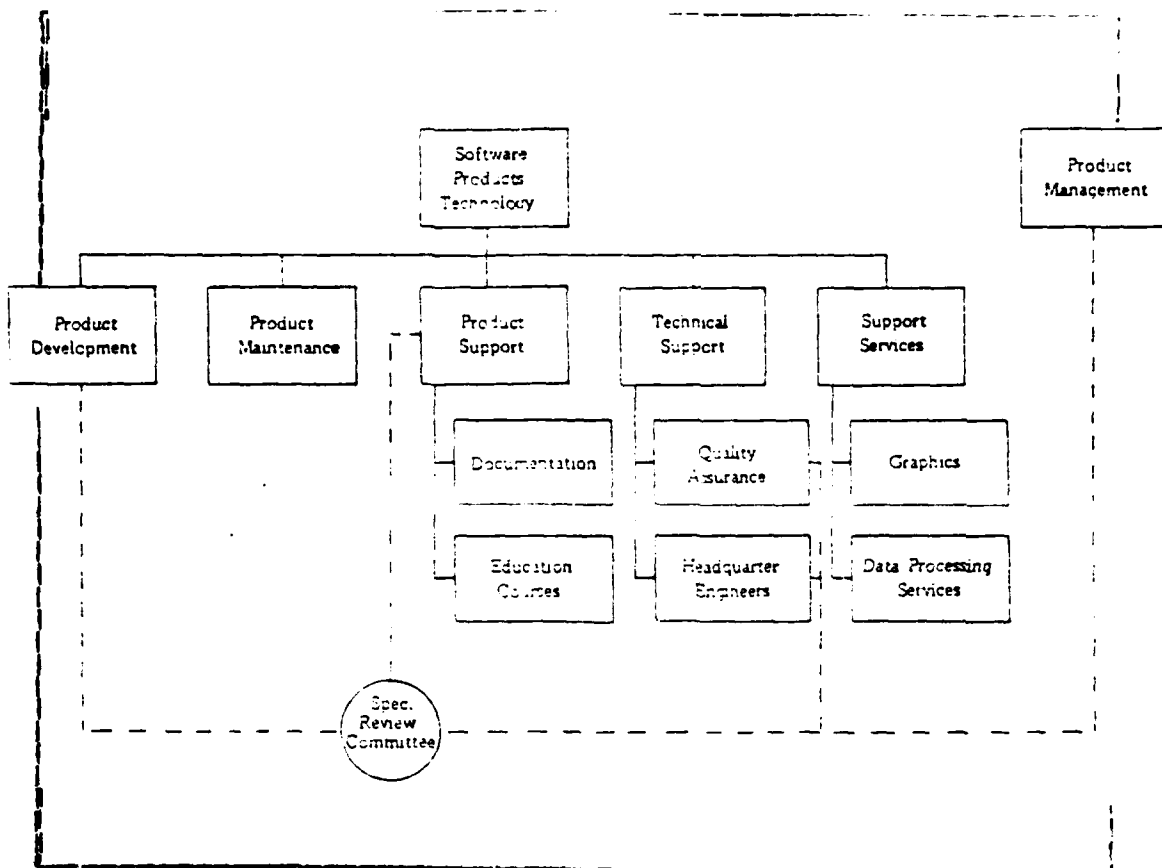 Software
Products
Technology
Product
Management
Product
Development
Product
Maintenance
Product
Support
Technical
Support
Support
Services
Documentation
Quality
Assurance
Graphics
Education
Courses
Headquarter
Engineers
Data Processing
Services
Spec.
Review
Committee